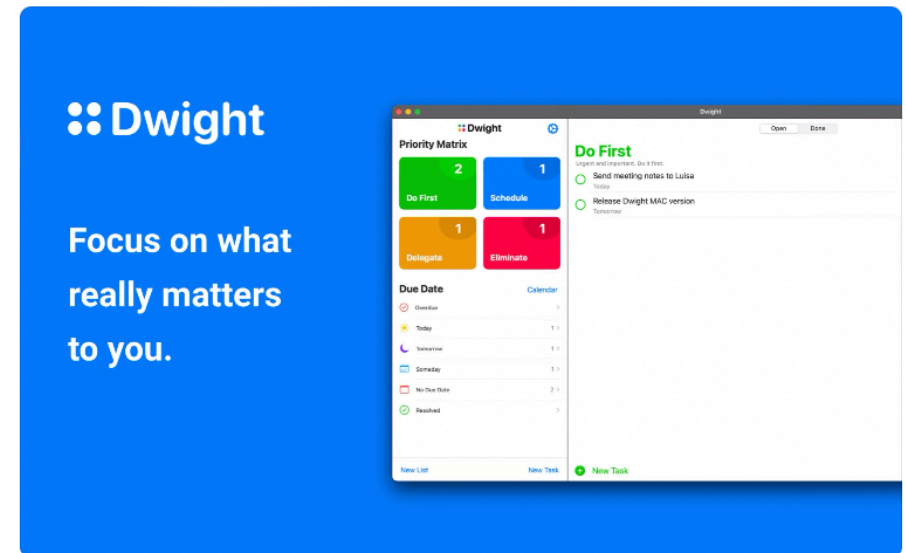 Dwight
Focus on what
really matters
to you.
Dwight
Dwight
Priority Matrix
2
Do First
1
Schedule
1
Delegate
1
Eliminate
Due Date
Calendar
Overdue
Today
1
Tomorrow
1
Someday
1
No Due Date
2
Resolved
New List
New Task
Open
Done
Do First
Urgent and important. Do it first.
Send meeting notes to Luisa
Today
Release Dwight MAC version
Tomorrow
New Task